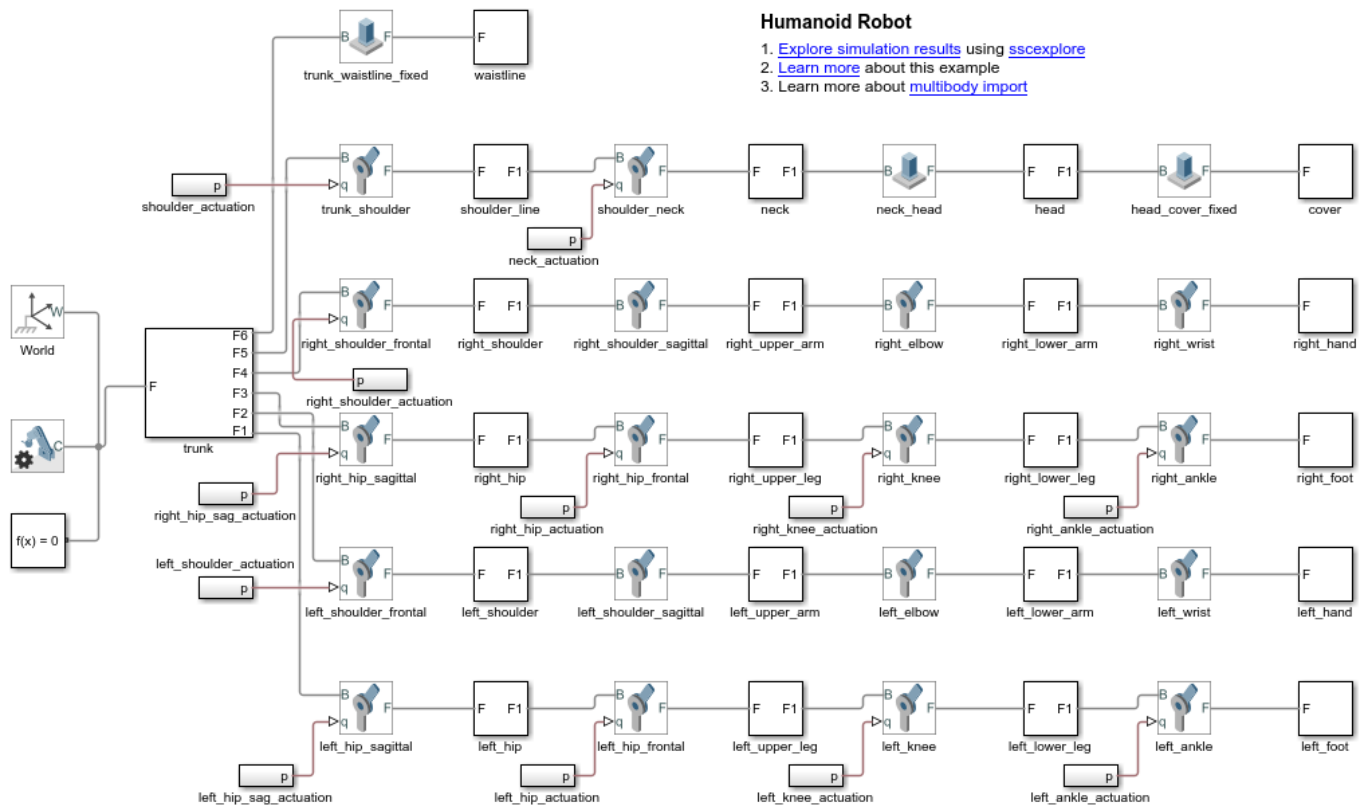 Humanoid Robot
1. Explore simulation results using sscexplore
2. Learn more about this example
3. Learn more about multibody import
B F F
trunk_waistline_fixed waistline
B F F F1 B F F F1 B F F F1 B F F
p q q
shoulder_actuation trunk_shoulder shoulder_line shoulder_neck neck neck_head head head_cover_fixed cover
p
neck_actuation
W
World
B F F F1 B F F F1 B F F F1 B F F
q
right_shoulder_frontal right_shoulder right_shoulder_sagittal right_upper_arm right_elbow right_lower_arm right_wrist right_hand
p
right_shoulder_actuation
F F6
F5
F4
F3
F2
F1
trunk
C
B F F F1 B F F F1 B F F F1 B F F
q q q q
right_hip_sagittal right_hip right_hip_frontal right_upper_leg right_knee right_lower_leg right_ankle right_foot
p p p p
right_hip_sag_actuation right_hip_actuation right_knee_actuation right_ankle_actuation
f(x) = 0
left_shoulder_actuation
B F F F1 B F F F1 B F F F1 B F F
p q
left_shoulder_frontal left_shoulder left_shoulder_sagittal left_upper_arm left_elbow left_lower_arm left_wrist left_hand
B F F F1 B F F F1 B F F F1 B F F
q q q q
left_hip_sagittal left_hip left_hip_frontal left_upper_leg left_knee left_lower_leg left_ankle left_foot
p p p p
left_hip_sag_actuation left_hip_actuation left_knee_actuation left_ankle_actuation